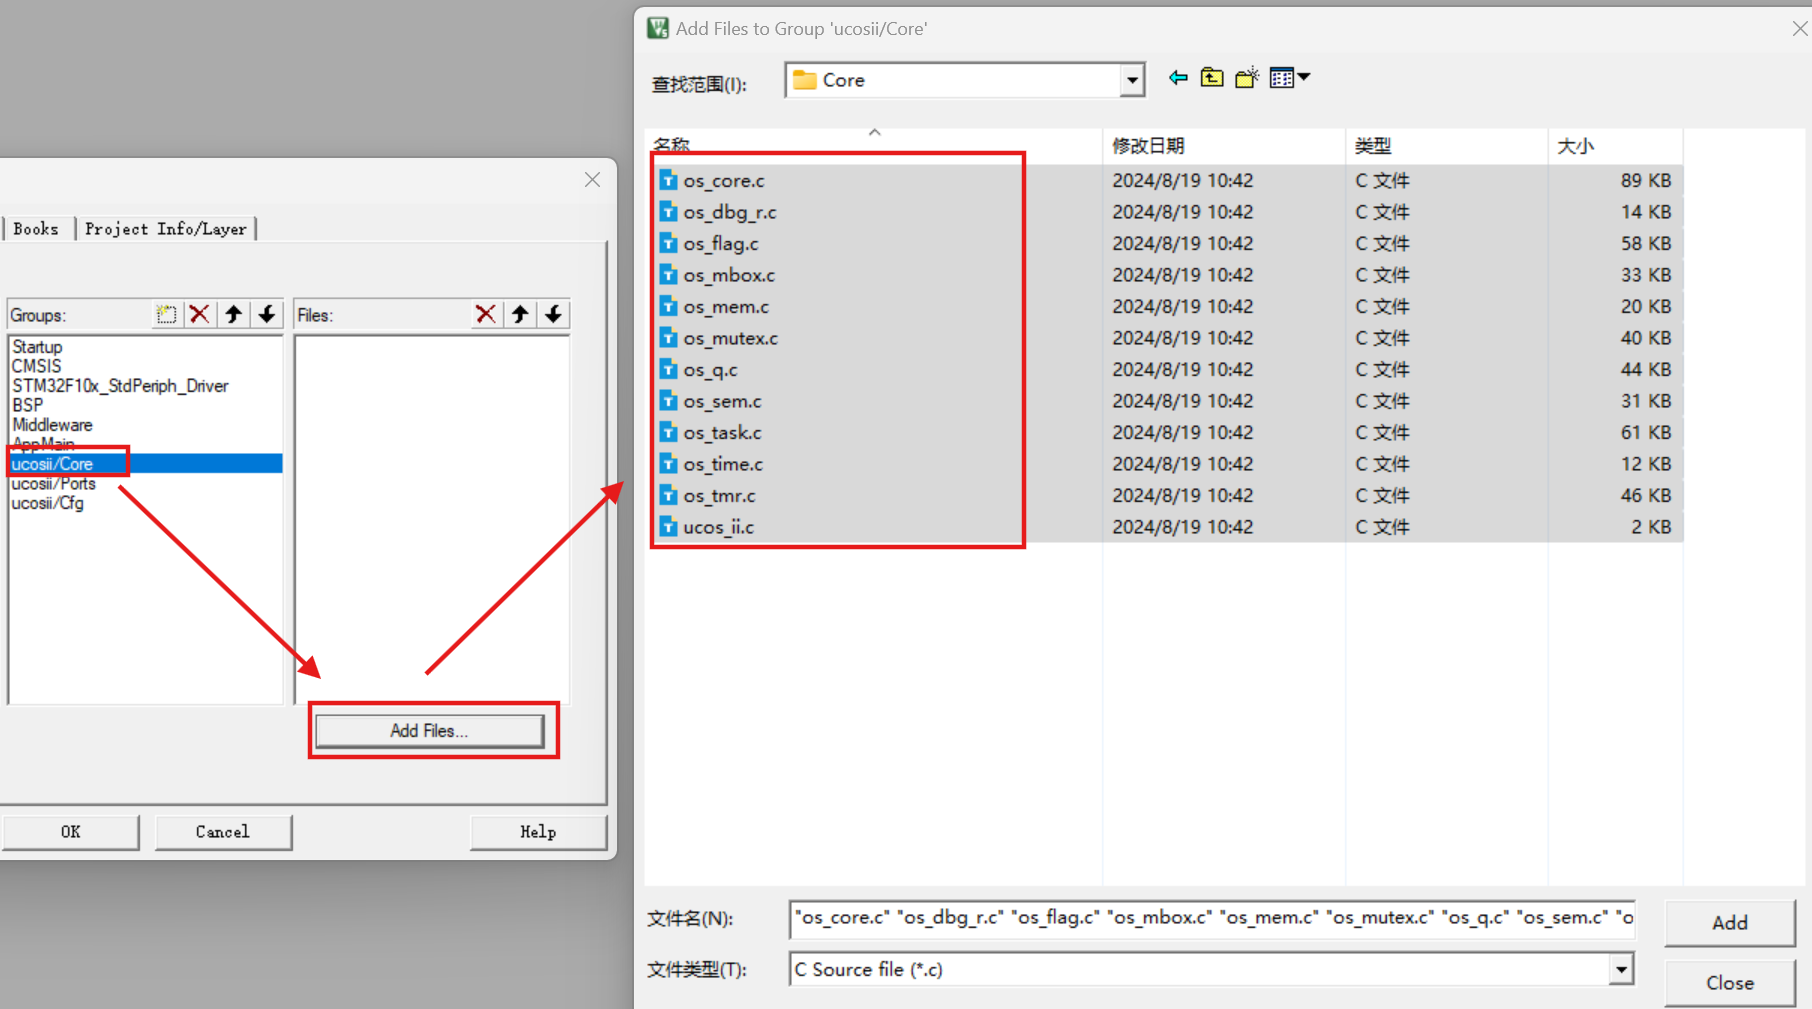 Books
Project Info/Layer
Groups:
Files:
Startup
CMSIS
STM32F10x_StdPeriph_Driver
BSP
Middleware
AppMain
ucosii/Core
ucosii/Ports
ucosii/Cfg
Add Files...
OK
Cancel
Help
Add Files to Group 'ucosii/Core'
查找范围(I):
Core
名称 修改日期 类型 大小
os_core.c 2024/8/19 10:42 C 文件 89 KB
os_dbg_r.c 2024/8/19 10:42 C 文件 14 KB
os_flag.c 2024/8/19 10:42 C 文件 58 KB
os_mbox.c 2024/8/19 10:42 C 文件 33 KB
os_mem.c 2024/8/19 10:42 C 文件 20 KB
os_mutex.c 2024/8/19 10:42 C 文件 40 KB
os_q.c 2024/8/19 10:42 C 文件 44 KB
os_sem.c 2024/8/19 10:42 C 文件 31 KB
os_task.c 2024/8/19 10:42 C 文件 61 KB
os_time.c 2024/8/19 10:42 C 文件 12 KB
os_tmr.c 2024/8/19 10:42 C 文件 46 KB
ucos_ii.c 2024/8/19 10:42 C 文件 2 KB
文件名(N): "os_core.c" "os_dbg_r.c" "os_flag.c" "os_mbox.c" "os_mem.c" "os_mutex.c" "os_q.c" "os_sem.c" "o
Add
文件类型(T): C Source file (*.c)
Close